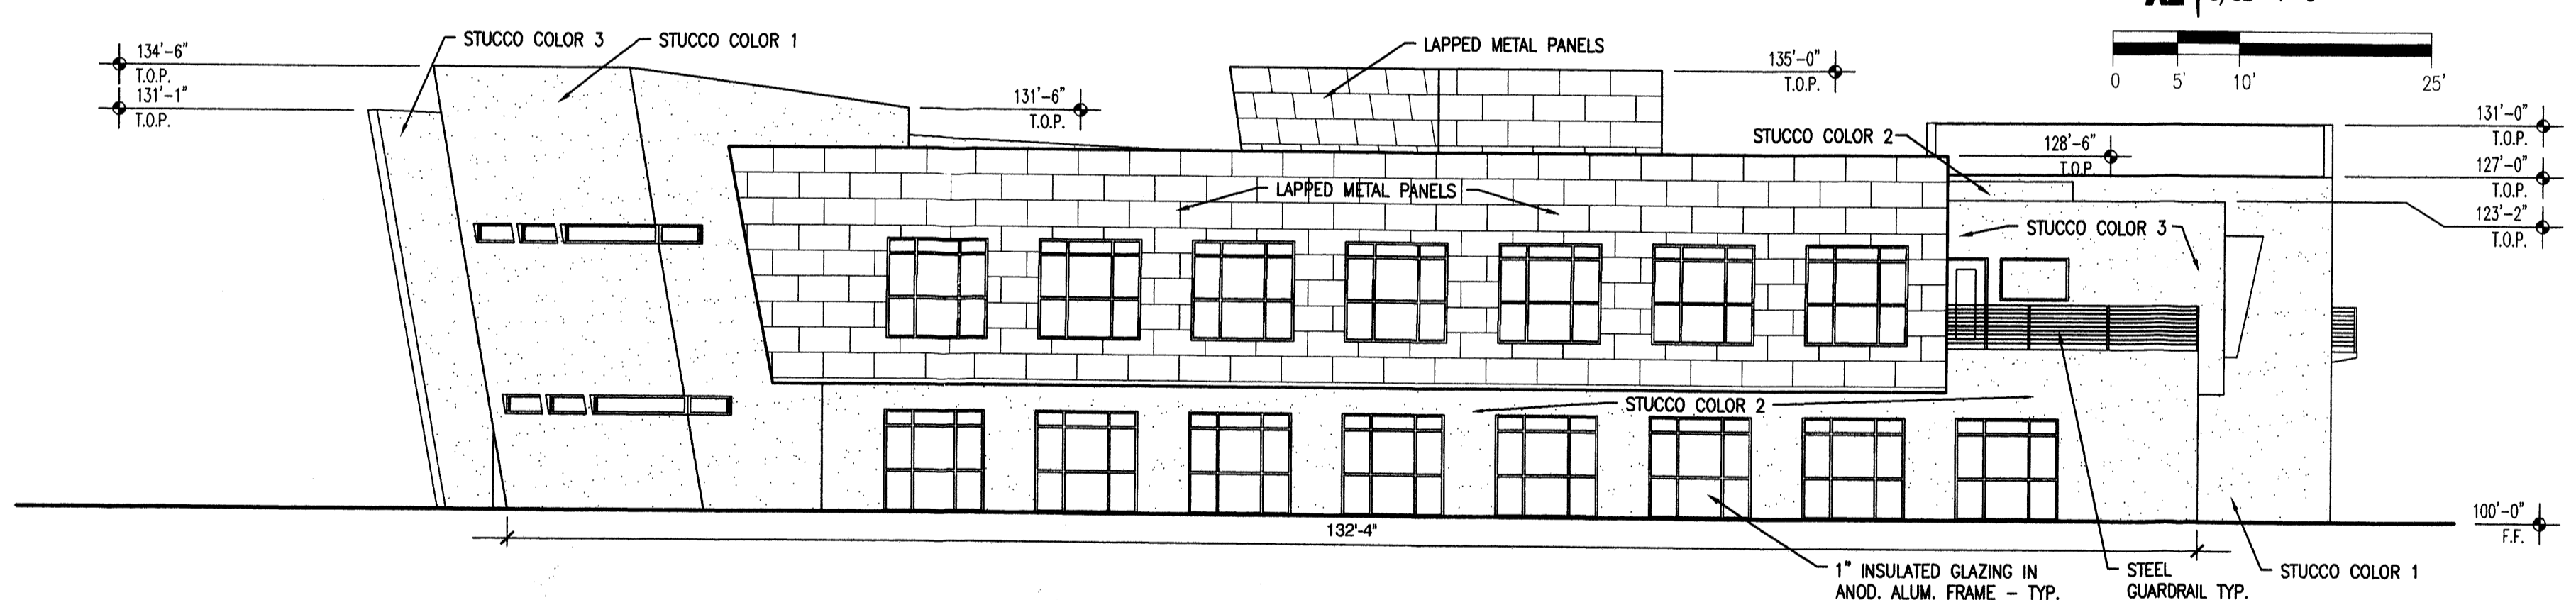 STUCCO COLOR 3
STUCCO COLOR 1
134'-6"
T.O.P.
131'-1"
T.O.P.
131'-6"
T.O.P.
LAPPED METAL PANELS
135'-0"
T.O.P.
0 5' 10' 25'
STUCCO COLOR 2
128'-6"
T.O.P.
131'-0"
T.O.P.
127'-0"
T.O.P.
123'-2"
T.O.P.
LAPPED METAL PANELS
STUCCO COLOR 3
STUCCO COLOR 2
132'-4"
100'-0"
F.F.
1" INSULATED GLAZING IN
ANOD. ALUM. FRAME - TYP.
STEEL
GUARDRAIL TYP.
STUCCO COLOR 1